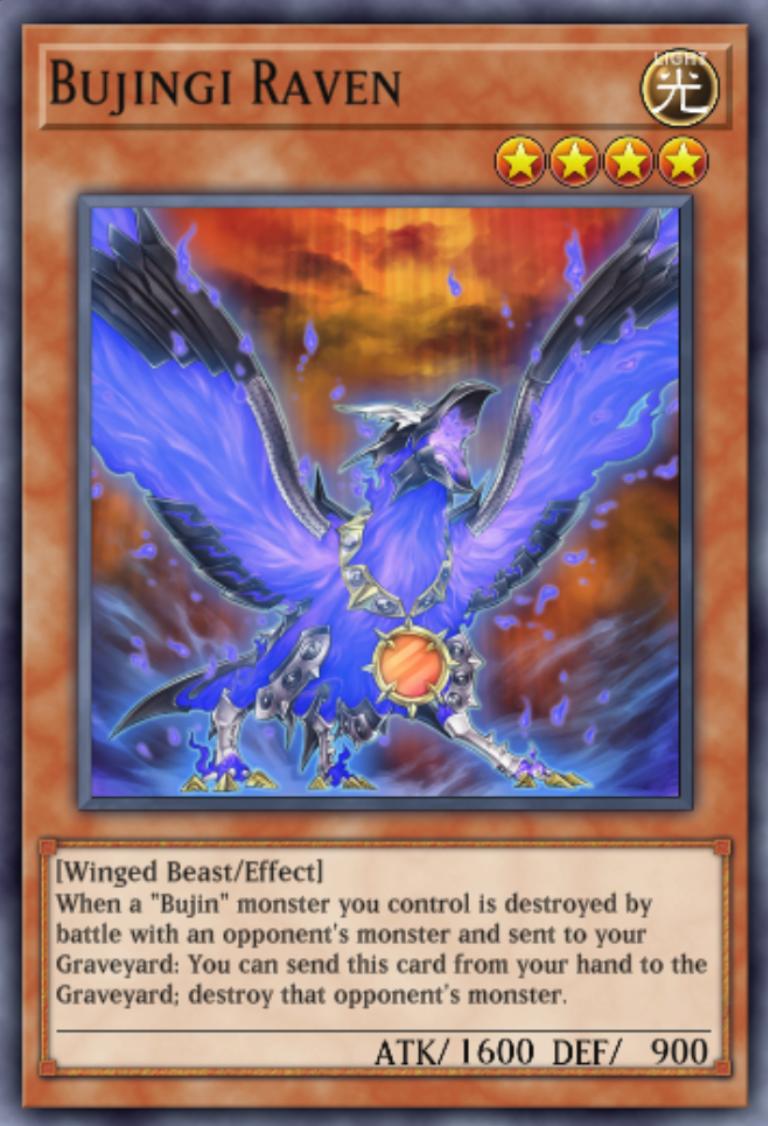 Bujingi Raven
LIGHT
光
[Winged Beast/Effect]
When a "Bujin" monster you control is destroyed by
battle with an opponent's monster and sent to your
Graveyard: You can send this card from your hand to the
Graveyard; destroy that opponent's monster.
ATK/ 1600 DEF/ 900